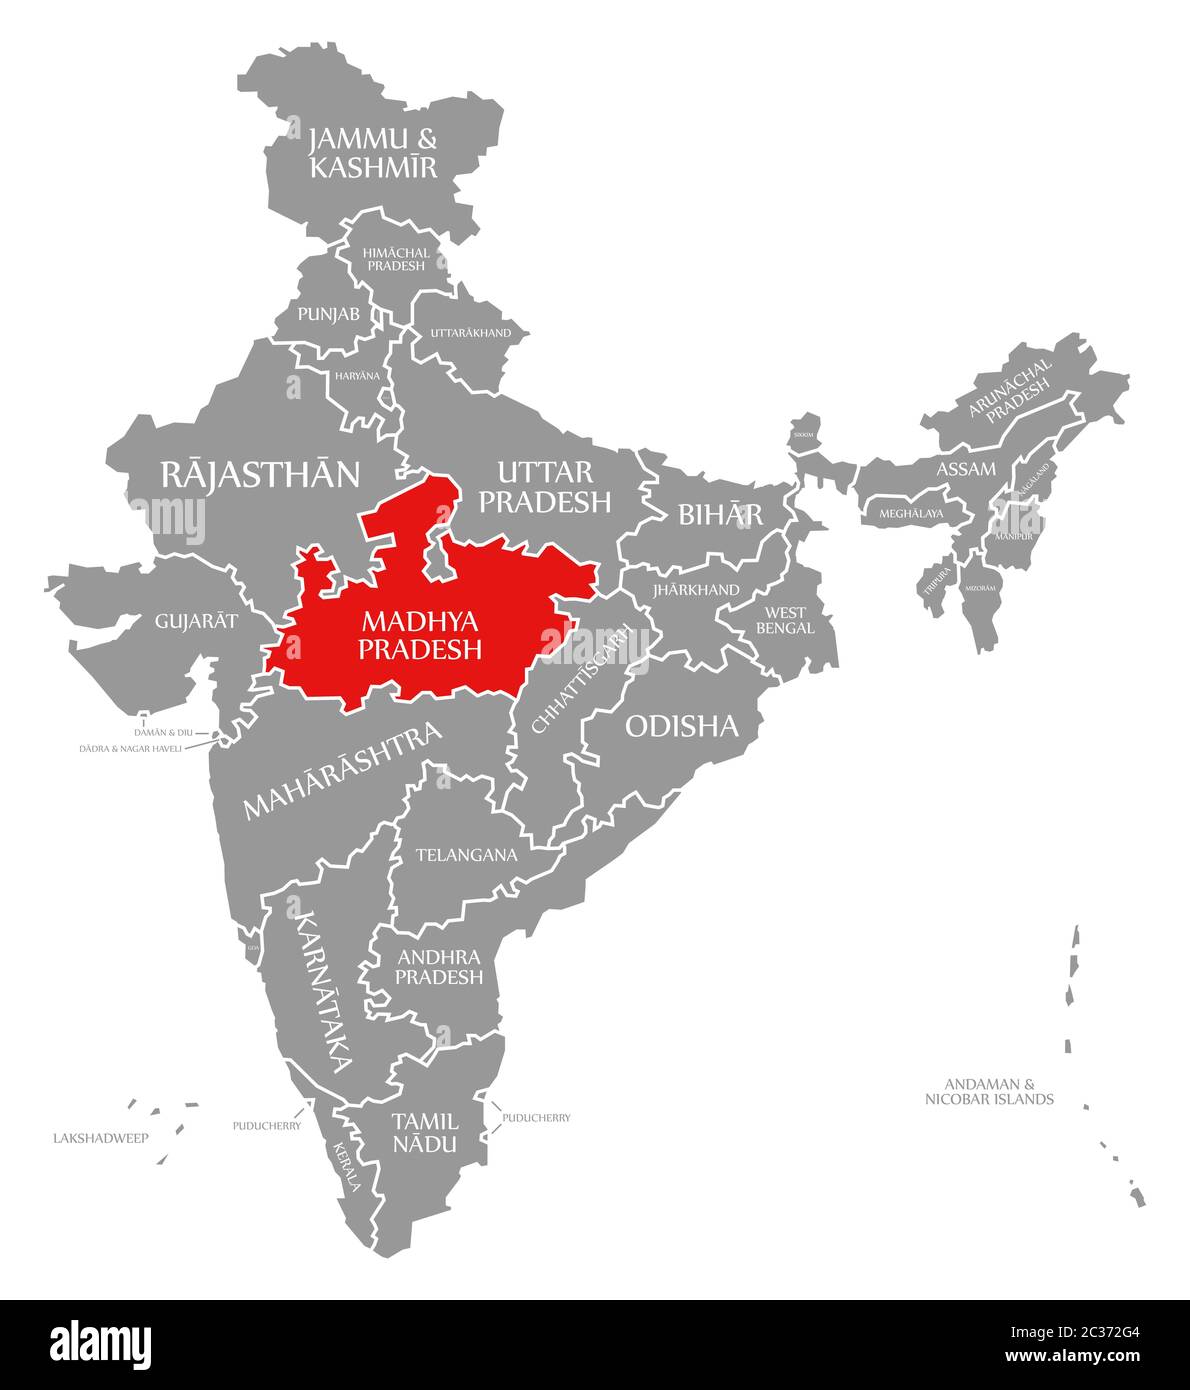 JAMMU &
KASHMĪR
HIMĀCHAL
PRADESH
PUNJAB
UTTARĀKHAND
HARYĀNA
ARUNĀCHAL
PRADESH
SIKKIM
RĀJASTHĀN
UTTAR
PRADESH
BIHĀR
ASSAM
NĀGĀLAND
MEGHĀLAYA
MANIPUR
TRIPURA
MIZORĀM
GUJARĀT
MADHYA
PRADESH
JHĀRKHAND
WEST
BENGAL
CHHATTĪSGARH
ODISHA
DAMĀN & DIU
DĀDRA & NAGAR HAVELI
MAHĀRĀSHTRA
TELANGANA
GOA
KARNĀTAKA
ANDHRA
PRADESH
ANDAMAN &
NICOBAR ISLANDS
LAKSHADWEEP
PUDUCHERRY
TAMIL
NĀDU
PUDUCHERRY
KERALA
alamy
Image ID: 2C372G4
www.alamy.com